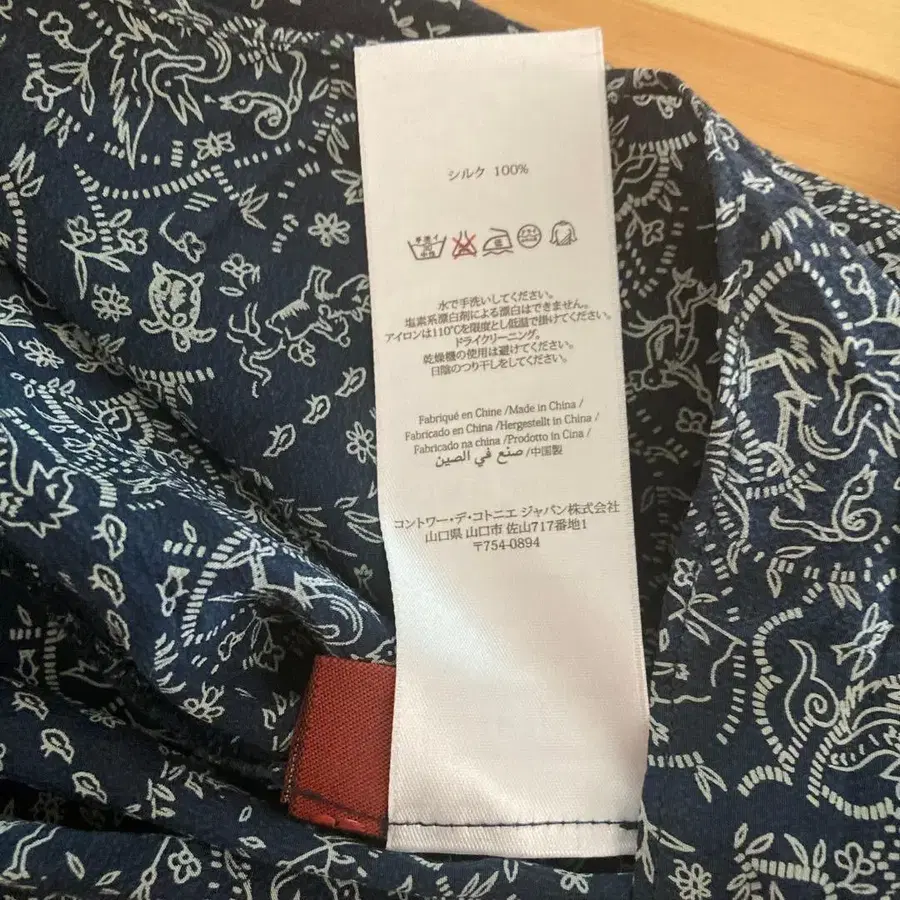 シルク 100%
水で手洗いしてください。
塩素系漂白剤による漂白はできません。
アイロンは110℃を限度とし低温で掛けてください。
ドライクリーニング。
乾燥機の使用は避けてください。
日陰のつり干しをしてください。
Fabriqué en Chine /Made in China /
Fabricado en China /Hergestellt in China /
Fabricado na china /Prodotto in Cina /
صنع في الصين /中国製
コントワー・デ・コトニエ ジャパン株式会社
山口県 山口市 佐山717番地1
〒754-0894